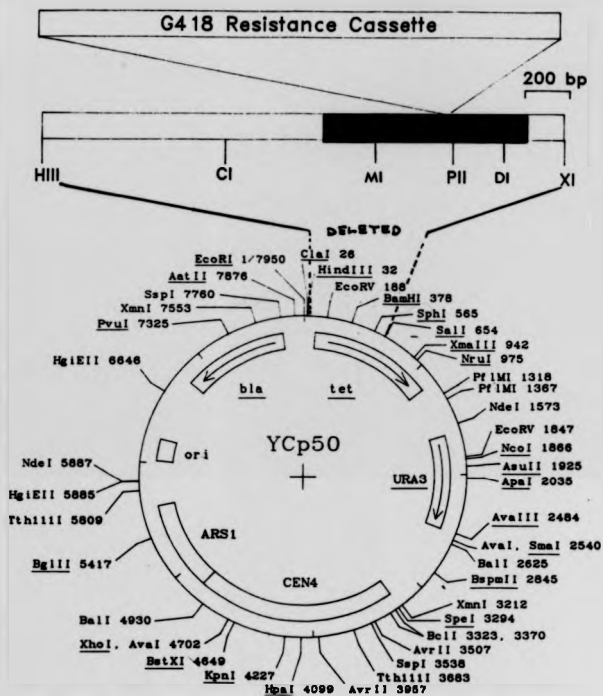 G418 Resistance Cassette
200 bp
HIII
CI
MI
PII
DI
XI
DELETED
EcoRI 1/7950
ClaI 26
AatII 7876
HindIII 32
EcoRV 188
SspI 7760
BamHI 378
XmnI 7553
SphI 565
PvuI 7325
SalI 654
XmaIII 942
NruI 975
HgiEII 6646
PflMI 1318
PflMI 1367
bla
tet
NdeI 1573
EcoRV 1847
ori
YCp50
NcoI 1866
NdeI 5887
AsuII 1925
HgiEII 5885
URA3
ApaI 2035
Tth111I 5809
AvaIII 2484
ARS1
AvaI, SmaI 2540
BglII 5417
BalI 2625
CEN4
BspmII 2845
XmnI 3212
BalI 4930
SpeI 3294
BclI 3323, 3370
XhoI, AvaI 4702
AvrII 3507
BstXI 4649
SspI 3538
KpnI 4227
Tth111I 3683
HpaI 4099
AvrII 3957